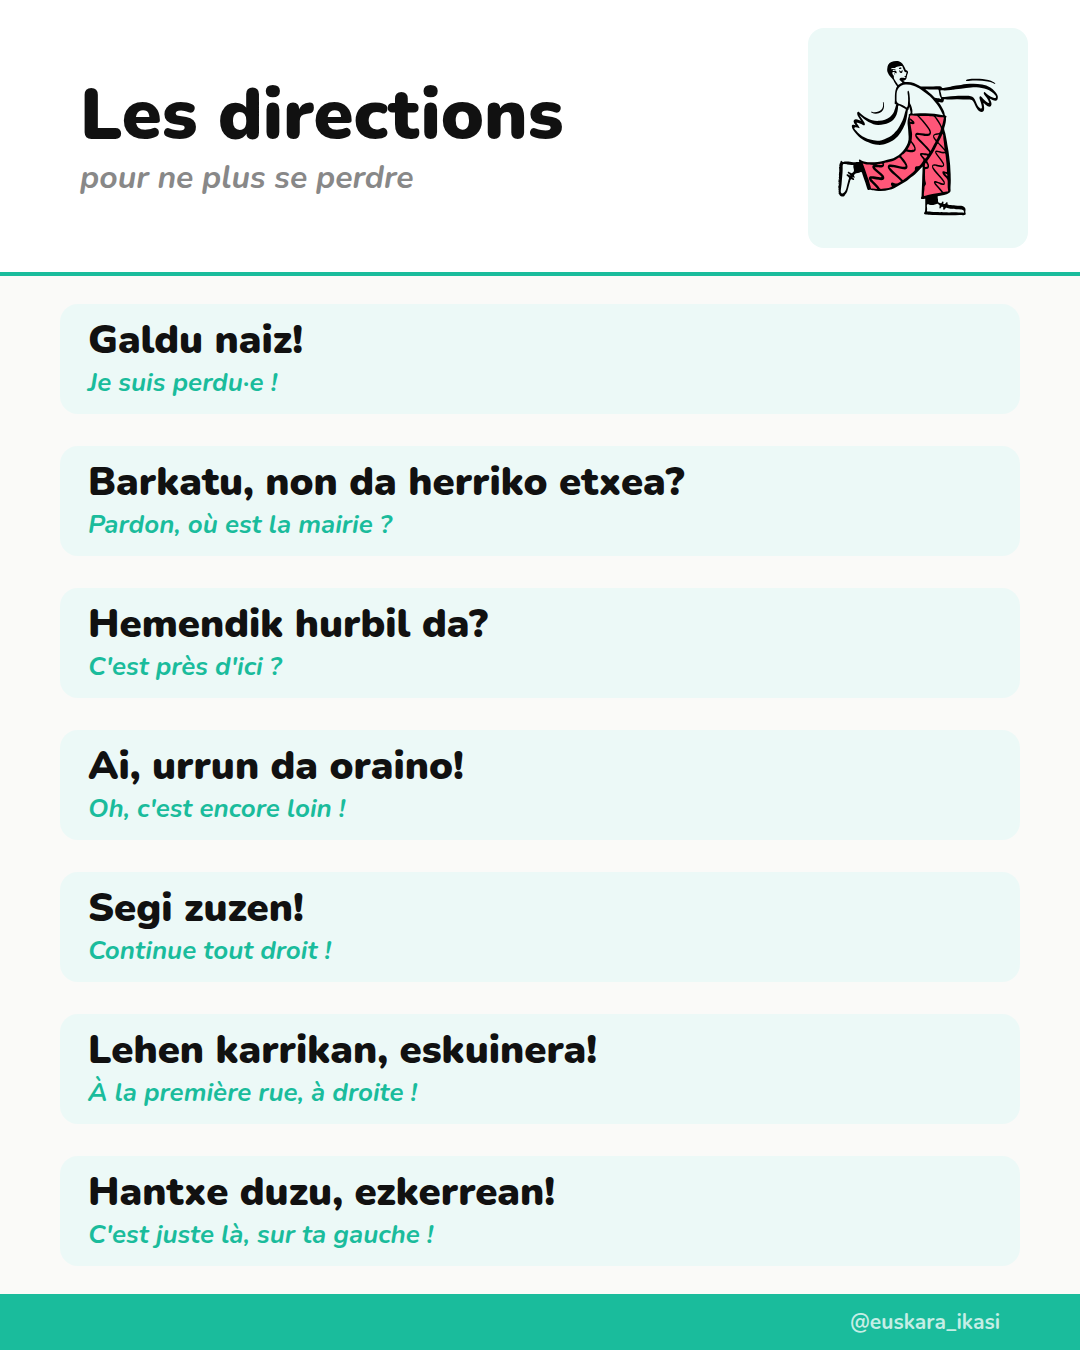 Les directions
pour ne plus se perdre
Galdu naiz!
Je suis perdu·e !
Barkatu, non da herriko etxea?
Pardon, où est la mairie ?
Hemendik hurbil da?
C'est près d'ici ?
Ai, urrun da oraino!
Oh, c'est encore loin !
Segi zuzen!
Continue tout droit !
Lehen karrikan, eskuinera!
À la première rue, à droite !
Hantxe duzu, ezkerrean!
C'est juste là, sur ta gauche !
@euskara_ikasi